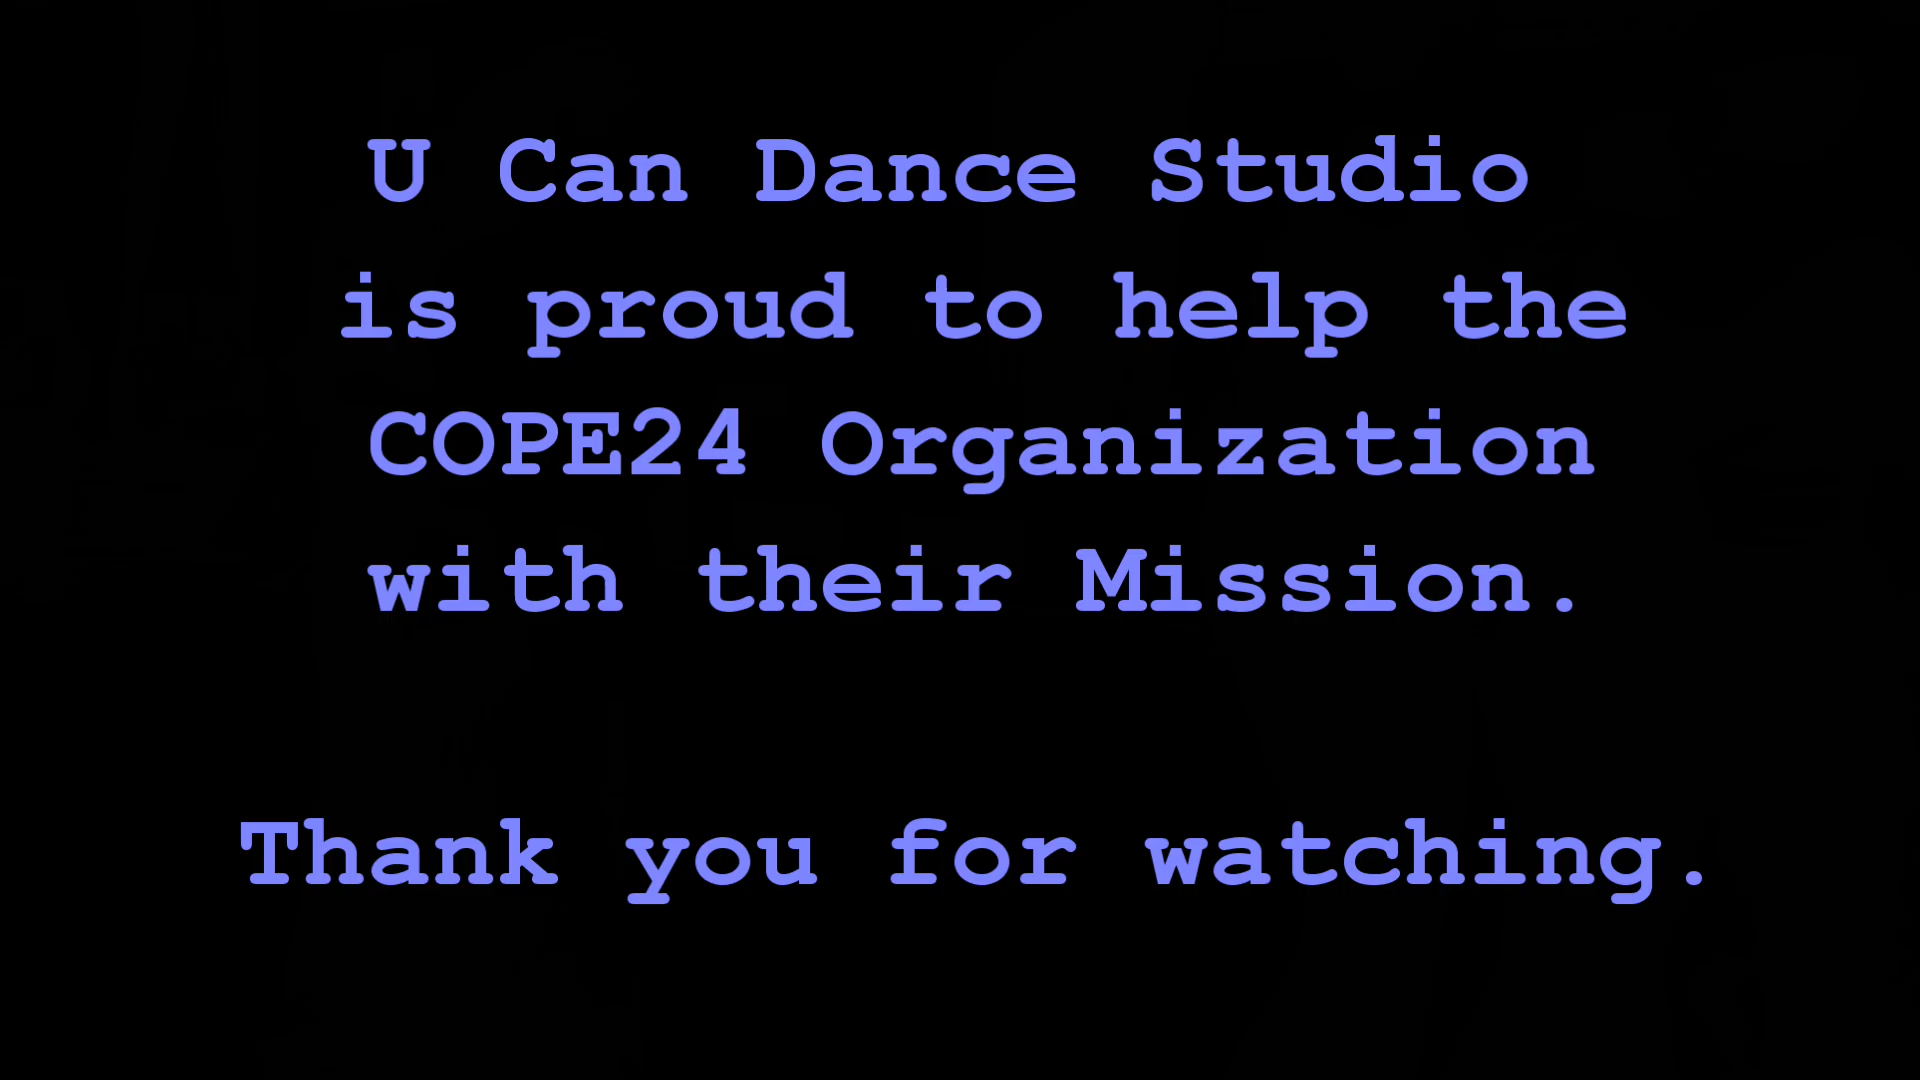 U Can Dance Studio
is proud to help the
COPE24 Organization
with their Mission.
Thank you for watching.